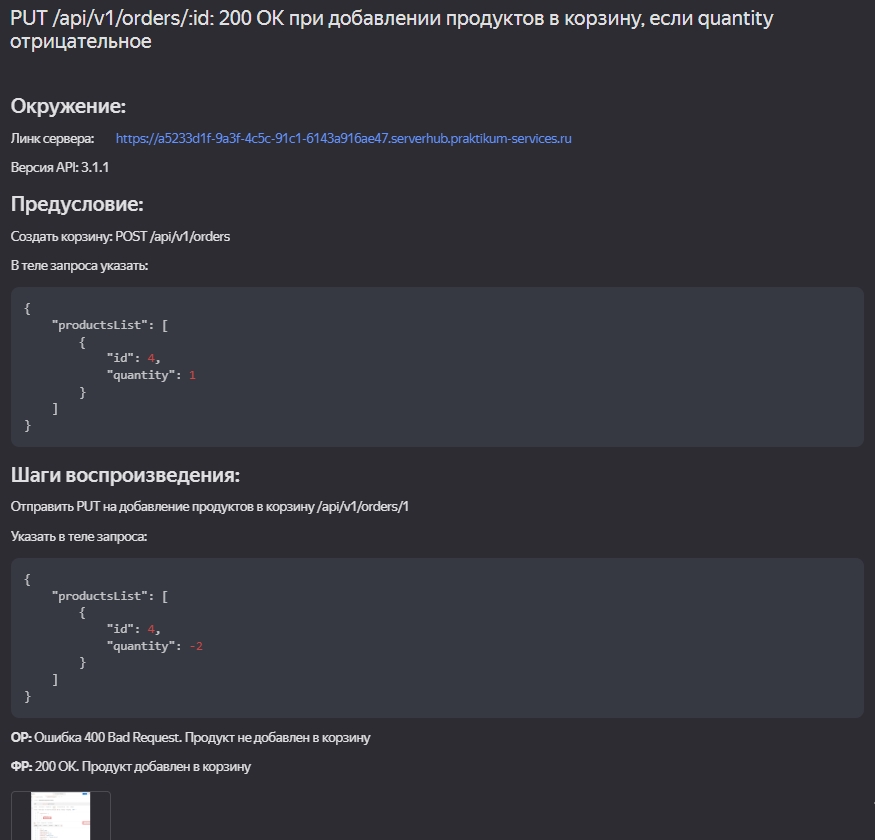 PUT /api/v1/orders/:id: 200 OK при добавлении продуктов в корзину, если quantity
отрицательное
Окружение:
Линк сервера: https://a5233d1f-9a3f-4c5c-91c1-6143a916ae47.serverhub.praktikum-services.ru
Версия API: 3.1.1
Предусловие:
Создать корзину: POST /api/v1/orders
В теле запроса указать:
{
    "productsList": [
        {
            "id": 4,
            "quantity": 1
        }
    ]
}
Шаги воспроизведения:
Отправить PUT на добавление продуктов в корзину /api/v1/orders/1
Указать в теле запроса:
{
    "productsList": [
        {
            "id": 4,
            "quantity": -2
        }
    ]
}
ОР: Ошибка 400 Bad Request. Продукт не добавлен в корзину
ФР: 200 ОК. Продукт добавлен в корзину